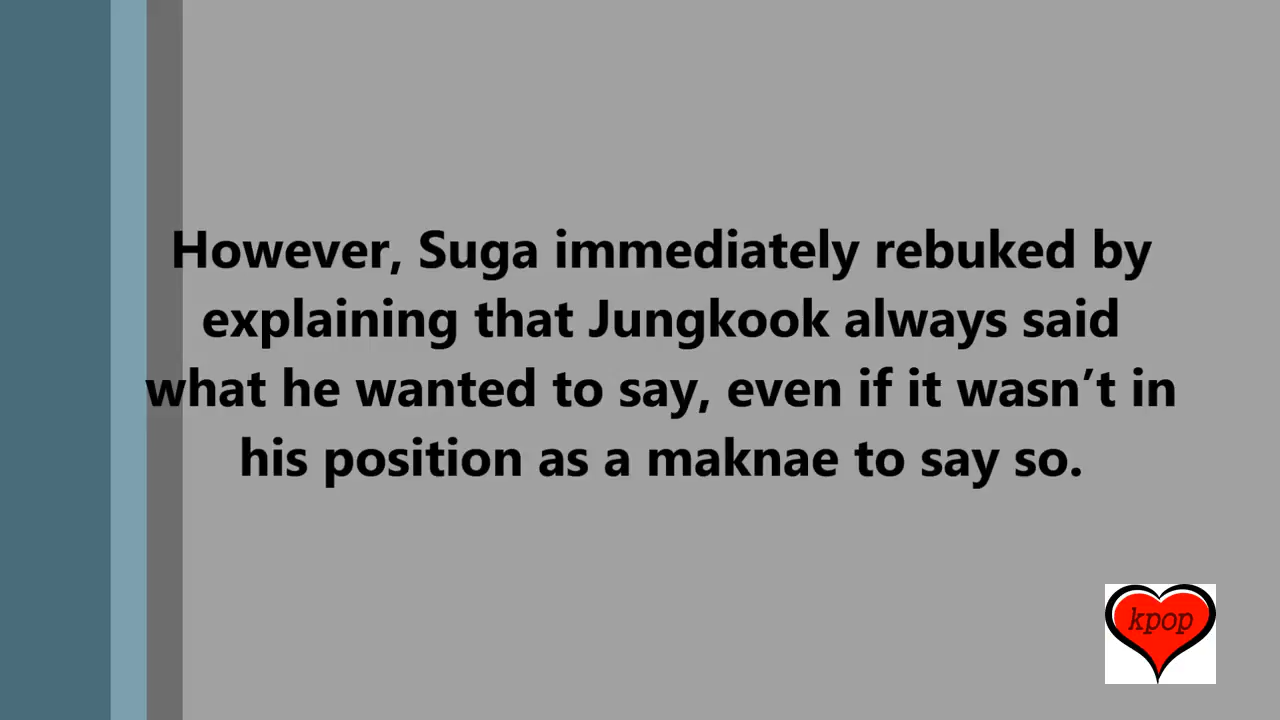 However, Suga immediately rebuked by
explaining that Jungkook always said
what he wanted to say, even if it wasn’t in
his position as a maknae to say so.
kpop